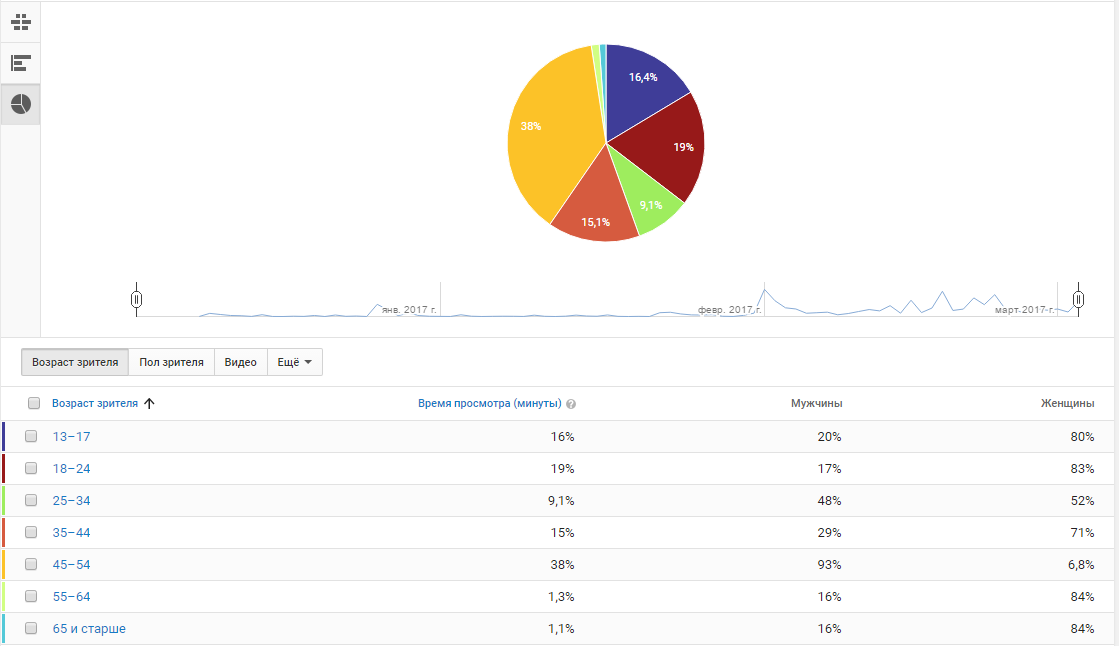 16,4%
38%
19%
9,1%
15,1%
янв. 2017 г. февр. 2017 г. март 2017 г.
Возраст зрителя Пол зрителя Видео Ещё
Возраст зрителя Время просмотра (минуты) ? Мужчины Женщины
13–17 16% 20% 80%
18–24 19% 17% 83%
25–34 9,1% 48% 52%
35–44 15% 29% 71%
45–54 38% 93% 6,8%
55–64 1,3% 16% 84%
65 и старше 1,1% 16% 84%